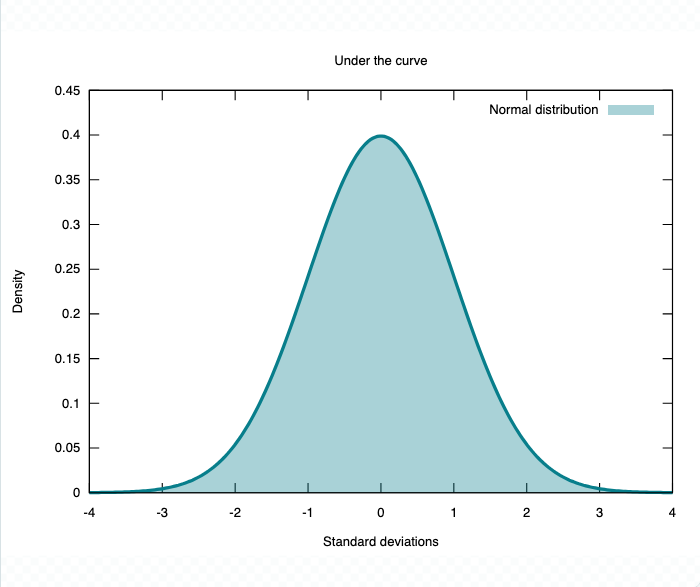 Under the curve
Normal distribution
0.45
0.4
0.35
0.3
0.25
0.2
0.15
0.1
0.05
0
Density
-4 -3 -2 -1 0 1 2 3 4
Standard deviations